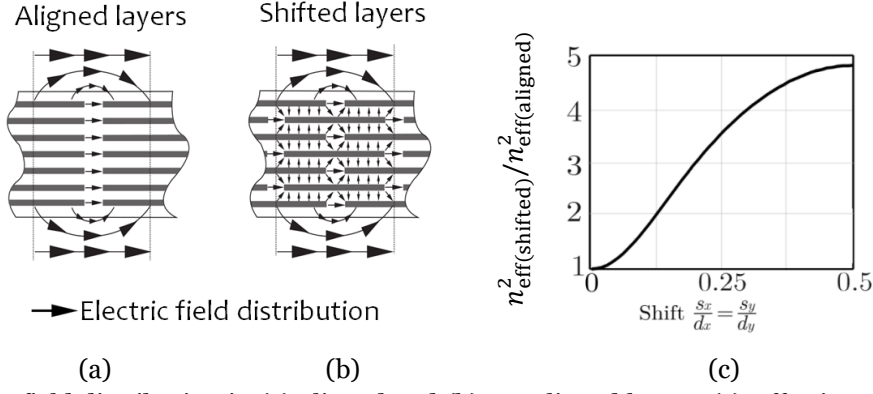 Aligned layers
Shifted layers
Electric field distribution
(a)
(b)
n²eff(shifted)/n²eff(aligned)
5
4
3
2
1
0
0.25
0.5
Shift sx/dx = sy/dy
(c)